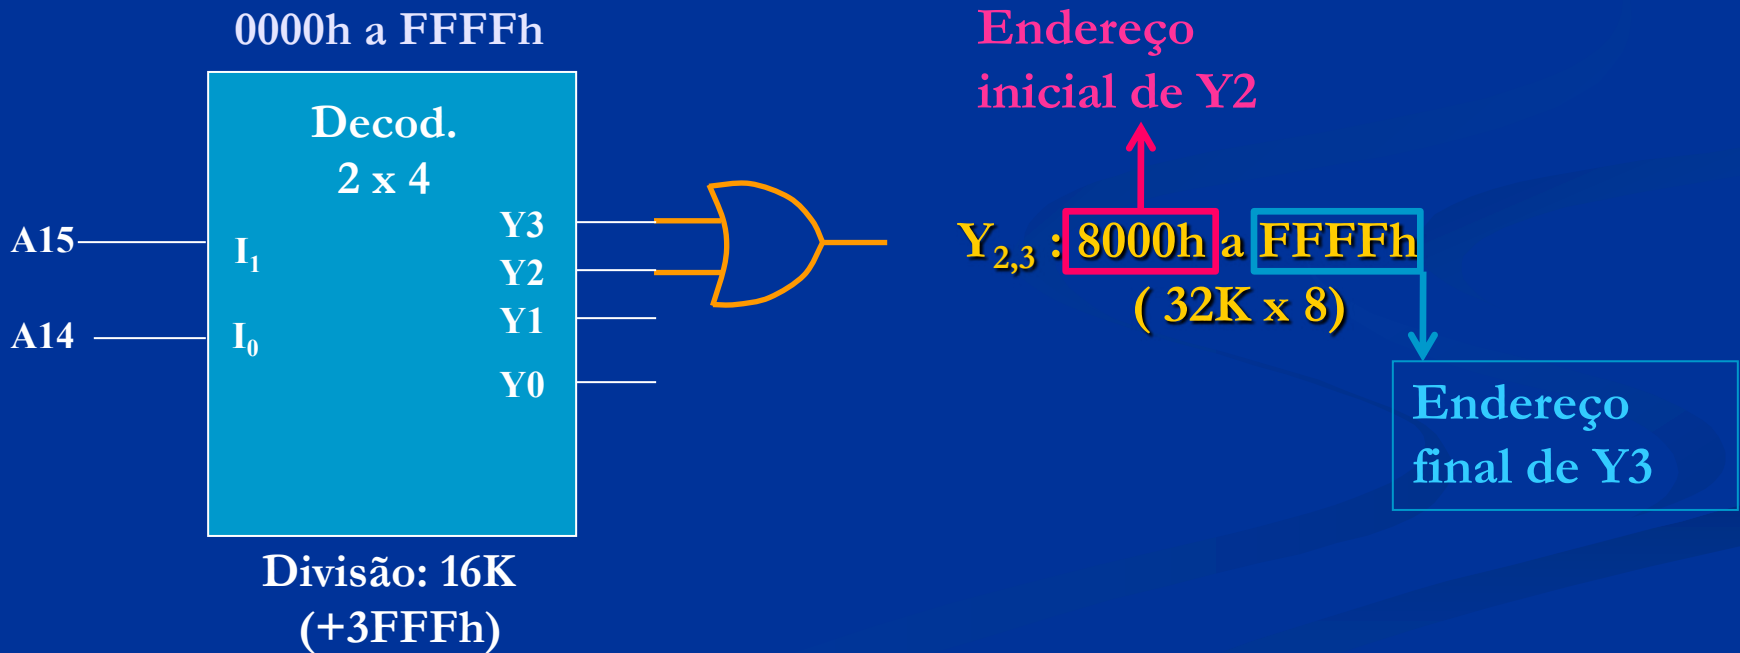 0000h a FFFFh
Decod.
2 x 4
A15
I1
A14
I0
Y3
Y2
Y1
Y0
Divisão: 16K
(+3FFFh)
Endereço
inicial de Y2
Y2,3 : 8000h a FFFFh
( 32K x 8)
Endereço
final de Y3